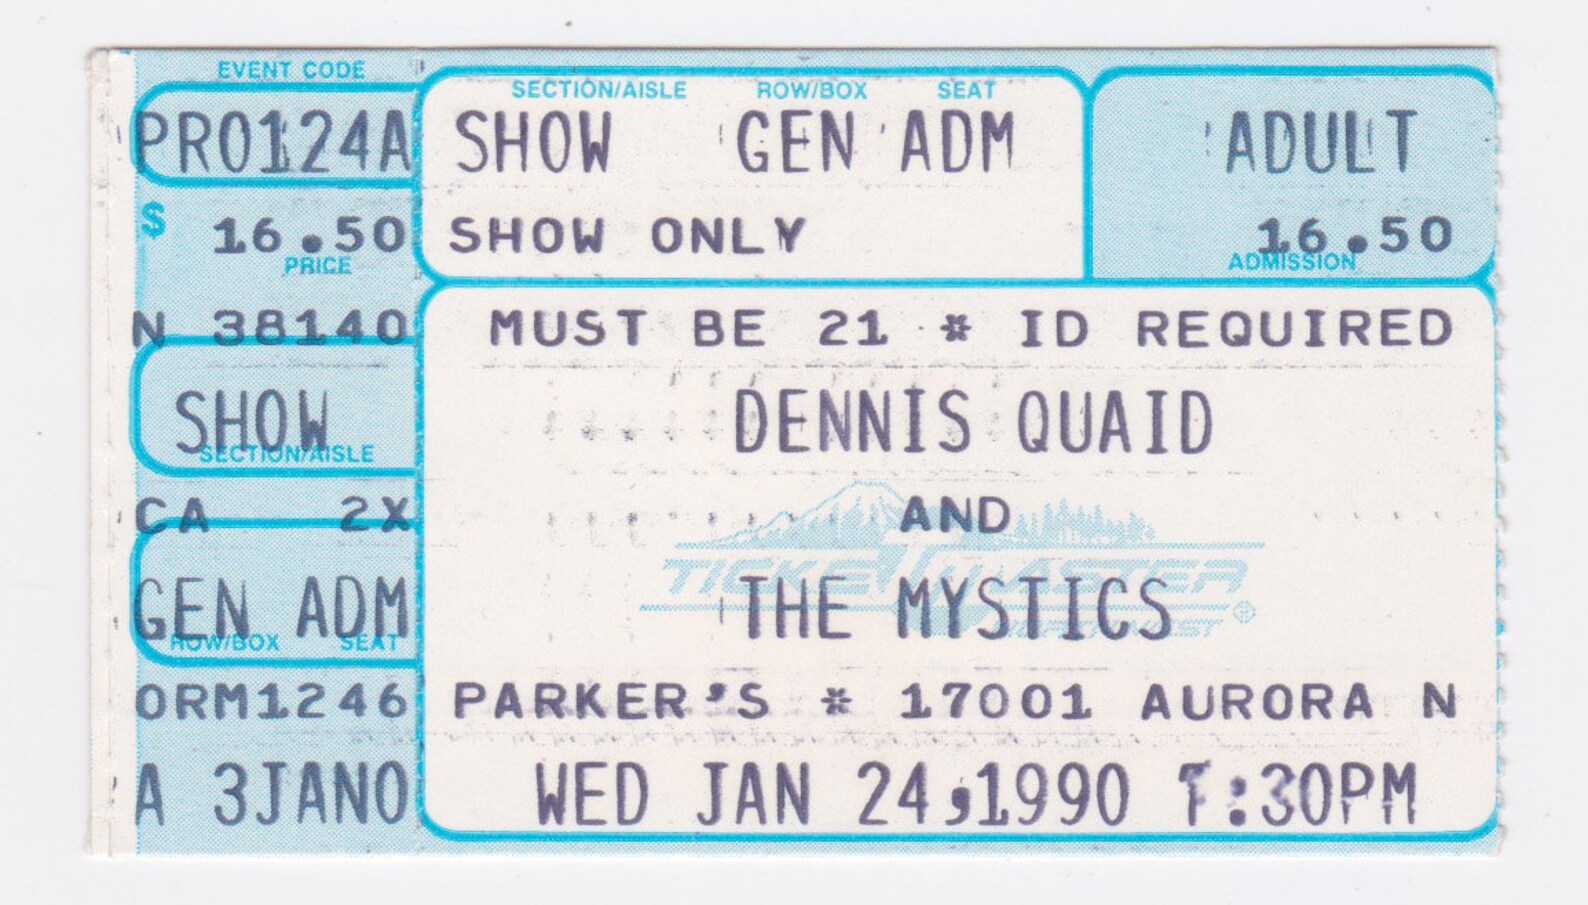 EVENT CODE
PR0124A
$ 16.50
PRICE
N 38140
SHOW
SECTION/AISLE
CA 2X
GEN ADM
ROW/BOX SEAT
ORM1246
A 3JAN0
SECTION/AISLE ROW/BOX SEAT
SHOW GEN ADM ADULT
SHOW ONLY 16.50
ADMISSION
MUST BE 21 * ID REQUIRED
DENNIS QUAID
AND
TICKETMASTER
THE MYSTICS
PARKER'S * 17001 AURORA N
WED JAN 24,1990 :30PM